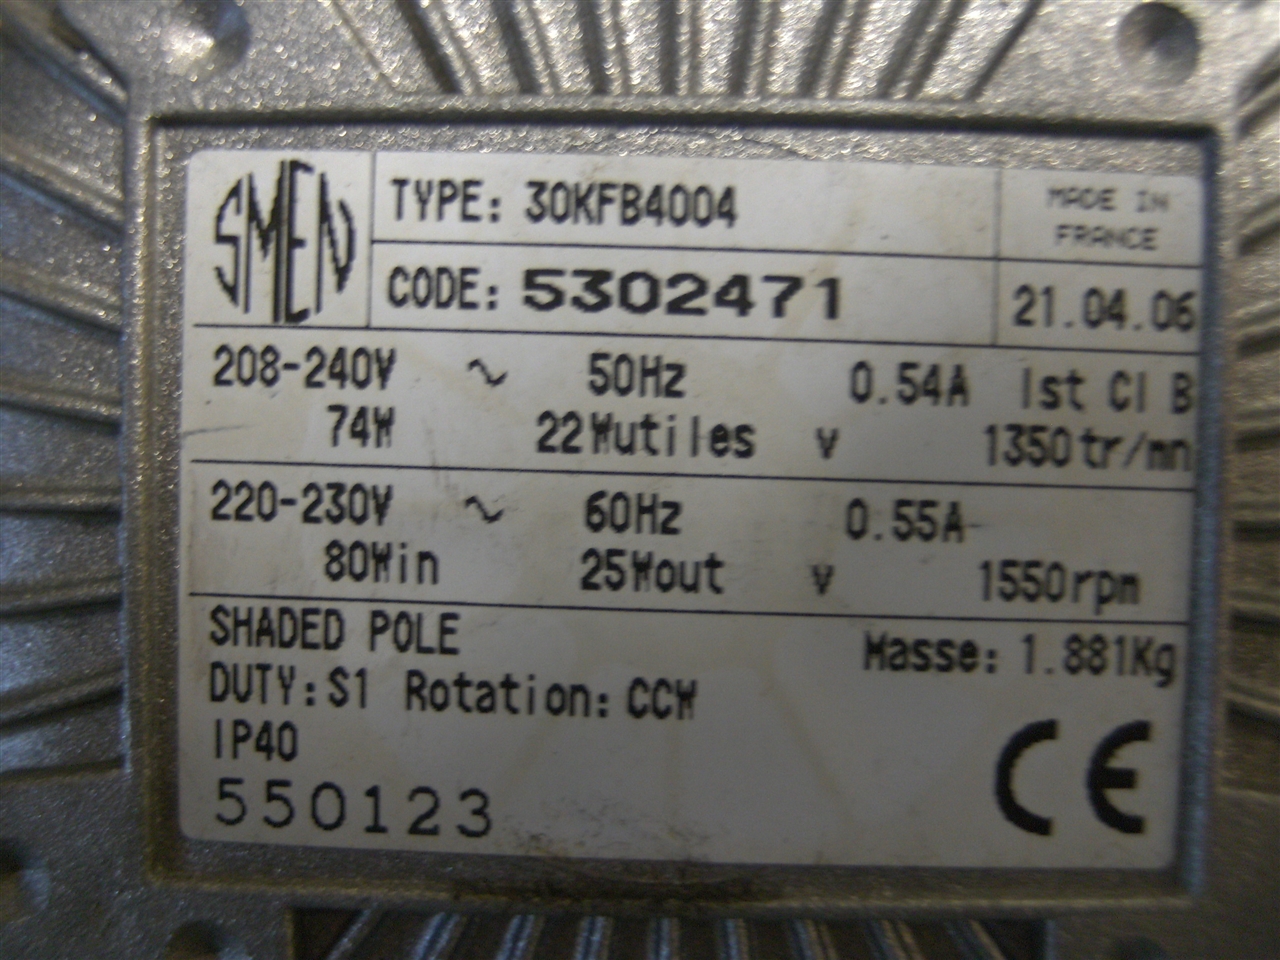 SMEN
TYPE: 30KFB4004
MADE IN
FRANCE
CODE: 5302471
21.04.06
208-240V ~ 50Hz 0.54A Ist Cl B
74W 22Wutiles v 1350tr/mn
220-230V ~ 60Hz 0.55A
80Win 25Wout v 1550rpm
SHADED POLE Masse: 1.881Kg
DUTY:S1 Rotation: CCW
IP40
550123
CE